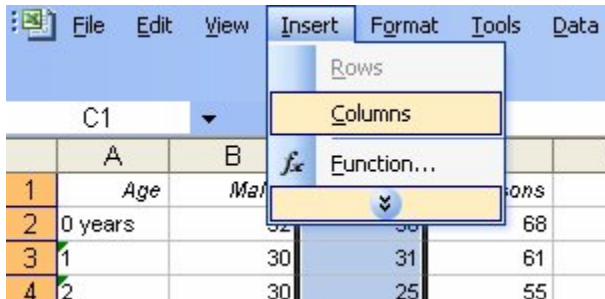 File Edit View Insert Format Tools Data
Rows
C1 Columns
A B fx Function...
1 Age
2 0 years 68
3 1 30 31 61
4 2 30 25 55